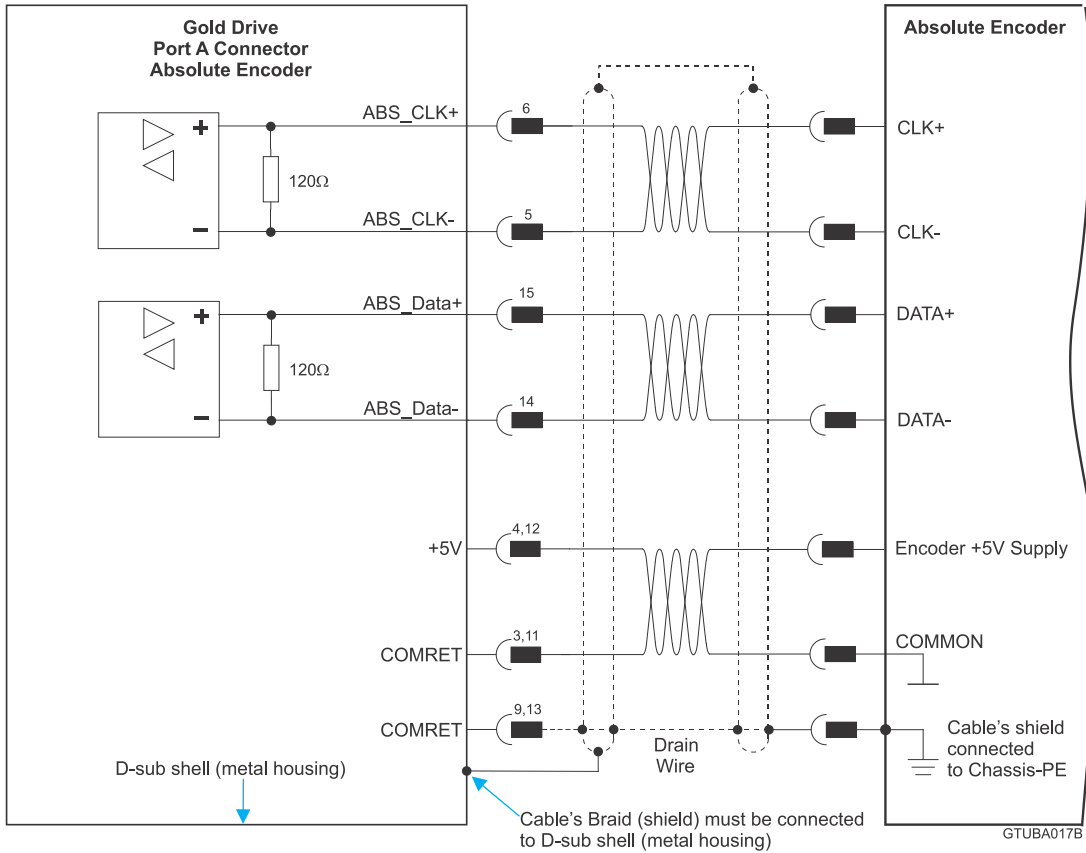 Gold Drive
Port A Connector
Absolute Encoder
Absolute Encoder
ABS_CLK+
6
CLK+
+
120Ω
ABS_CLK-
5
CLK-
−
ABS_Data+
15
DATA+
+
120Ω
ABS_Data-
14
DATA-
−
+5V
4,12
Encoder +5V Supply
COMRET
3,11
COMMON
COMRET
9,13
Drain
Wire
Cable's shield
connected
to Chassis-PE
D-sub shell (metal housing)
Cable's Braid (shield) must be connected
to D-sub shell (metal housing)
GTUBA017B